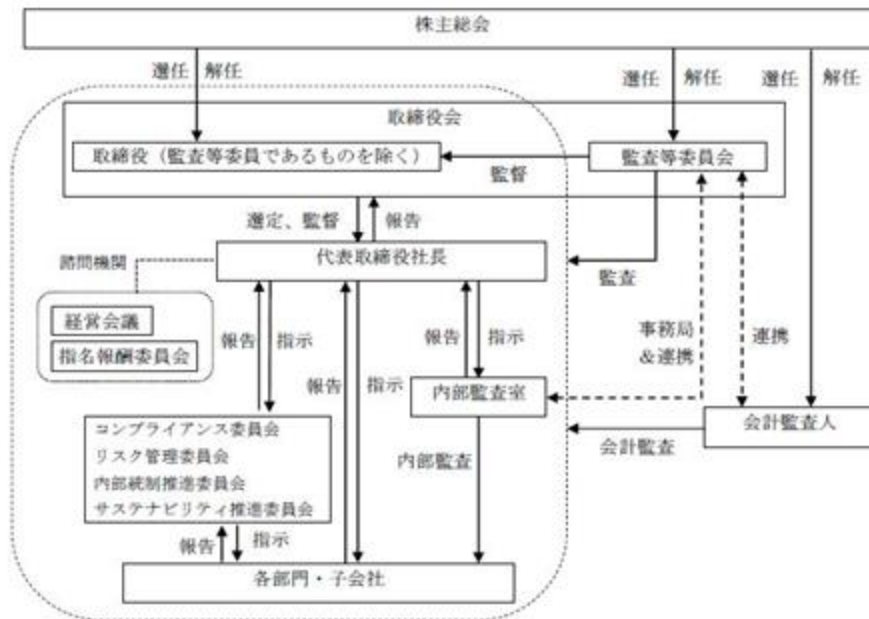 株主総会
選任 解任
選任 解任
選任 解任
取締役会
取締役（監査等委員であるものを除く）
監査等委員会
監督
選定、監督
報告
代表取締役社長
監査
諮問機関
経営会議
指名報酬委員会
報告 指示
報告 指示
報告 指示
事務局
＆連携
連携
内部監査室
会計監査人
会計監査
コンプライアンス委員会
リスク管理委員会
内部統制推進委員会
サステナビリティ推進委員会
内部監査
報告 指示
各部門・子会社